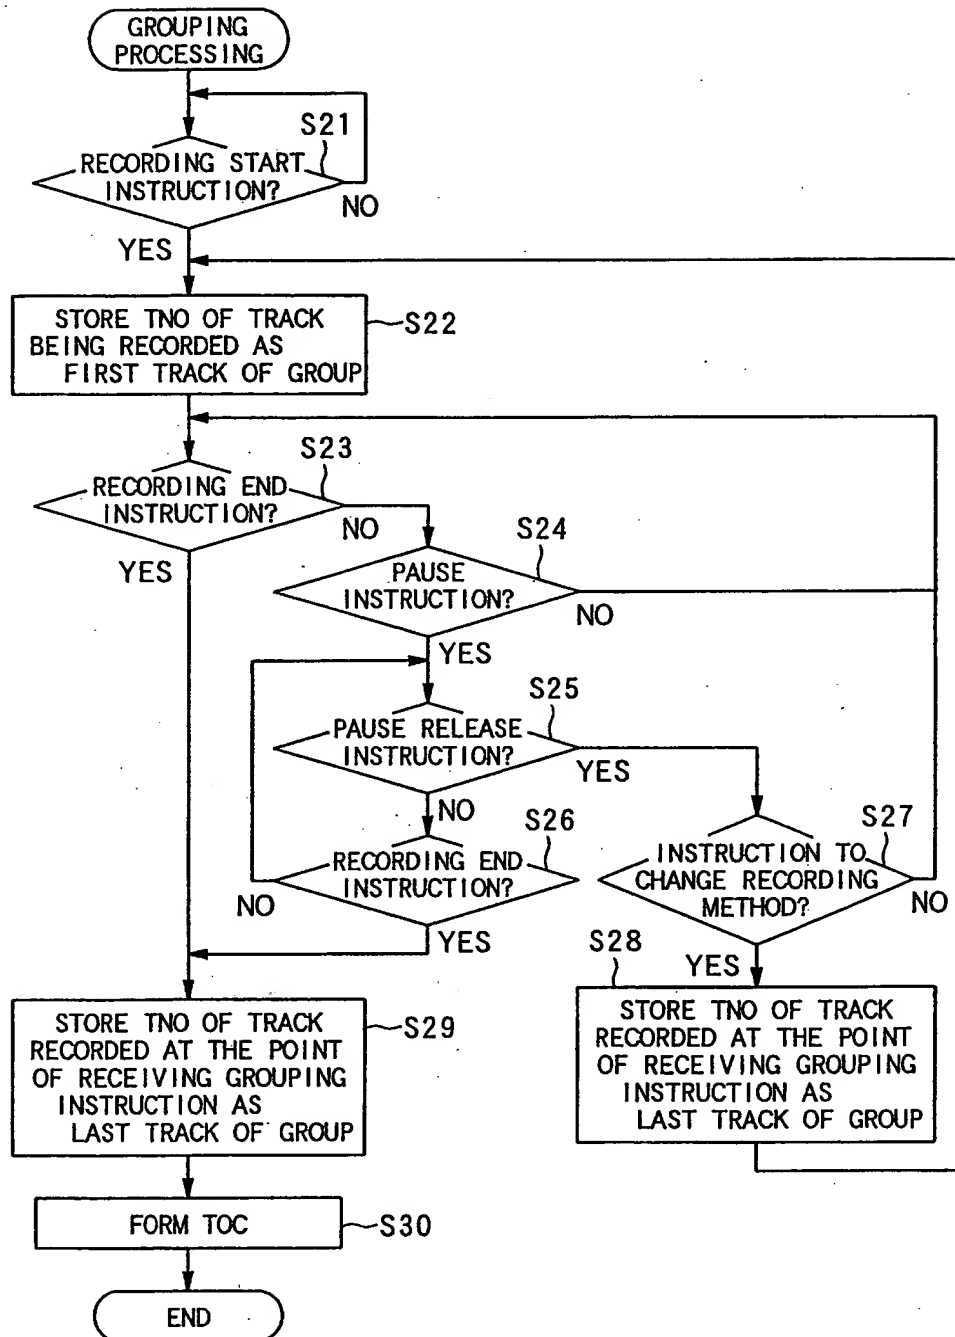 GROUPING
PROCESSING
S21
RECORDING START
INSTRUCTION?
NO
YES
STORE TNO OF TRACK
BEING RECORDED AS
FIRST TRACK OF GROUP
S22
S23
RECORDING END
INSTRUCTION?
NO
YES
S24
PAUSE
INSTRUCTION?
NO
YES
S25
PAUSE RELEASE
INSTRUCTION?
YES
NO
S26
RECORDING END
INSTRUCTION?
NO
YES
S27
INSTRUCTION TO
CHANGE RECORDING
METHOD?
NO
YES
S28
STORE TNO OF TRACK
RECORDED AT THE POINT
OF RECEIVING GROUPING
INSTRUCTION AS
LAST TRACK OF GROUP
STORE TNO OF TRACK
RECORDED AT THE POINT
OF RECEIVING GROUPING
INSTRUCTION AS
LAST TRACK OF GROUP
S29
FORM TOC
S30
END